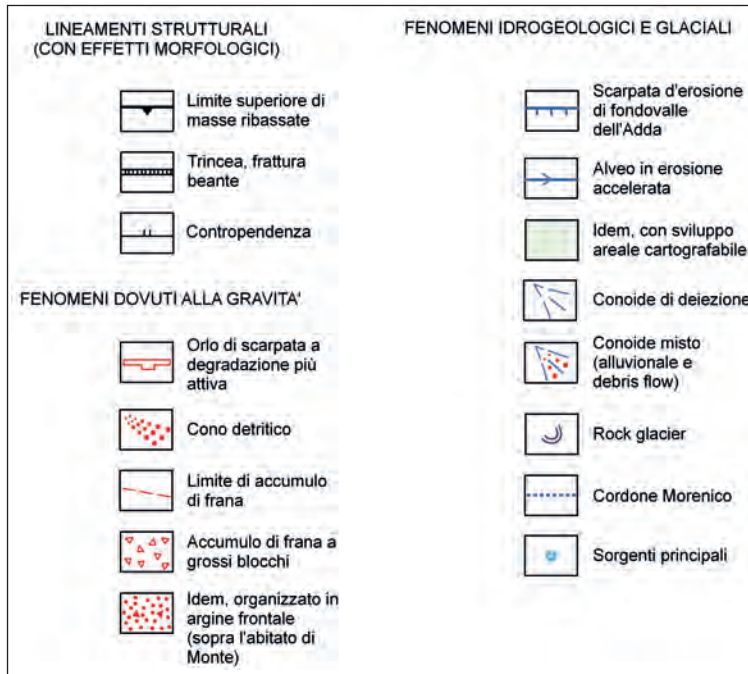 LINEAMENTI STRUTTURALI
(CON EFFETTI MORFOLOGICI)
Limite superiore di
masse ribassate
Trincea, frattura
beante
Contropendenza
FENOMENI DOVUTI ALLA GRAVITA'
Orlo di scarpata a
degradazione più
attiva
Cono detritico
Limite di accumulo
di frana
Accumulo di frana a
grossi blocchi
Idem, organizzato in
argine frontale
(sopra l'abitato di
Monte)
FENOMENI IDROGEOLOGICI E GLACIALI
Scarpata d'erosione
di fondovalle
dell'Adda
Alveo in erosione
accelerata
Idem, con sviluppo
areale cartografabile
Conoide di deiezione
Conoide misto
(alluvionale e
debris flow)
Rock glacier
Cordone Morenico
Sorgenti principali